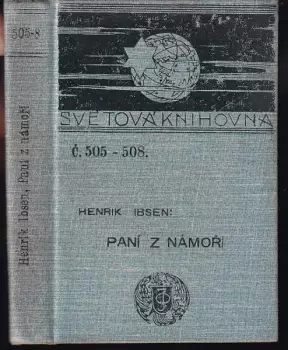 505-8
Henrik Ibsen, Paní z námoří
SVĚTOVÁ KNIHOVNA
Č. 505 - 508.
HENRIK IBSEN:
PANÍ Z NÁMOŘÍ